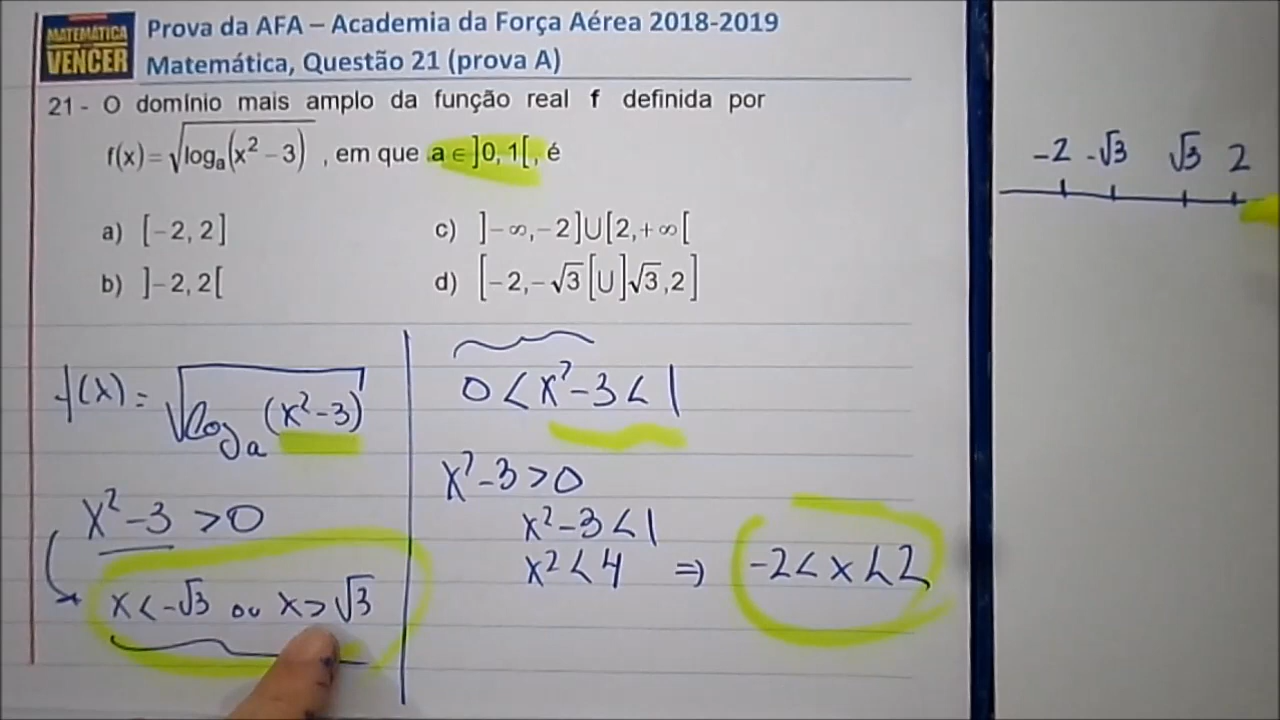 MATEMÁTICA
VENCER
Prova da AFA – Academia da Força Aérea 2018-2019
Matemática, Questão 21 (prova A)
21 - O domínio mais amplo da função real f definida por
f(x)=√logₐ(x²-3) , em que a∈]0,1[, é
a) [-2,2]
b) ]-2,2[
c) ]-∞,-2]∪[2,+∞[
d) [-2,-√3[∪]√3,2]
f(x)=√logₐ(x²-3)
x²-3>0
x<-√3 ou x>√3
0<x²-3<1
x²-3>0
x²-3<1
x²<4 ⇒ -2<x<2
-2 -√3 √3 2